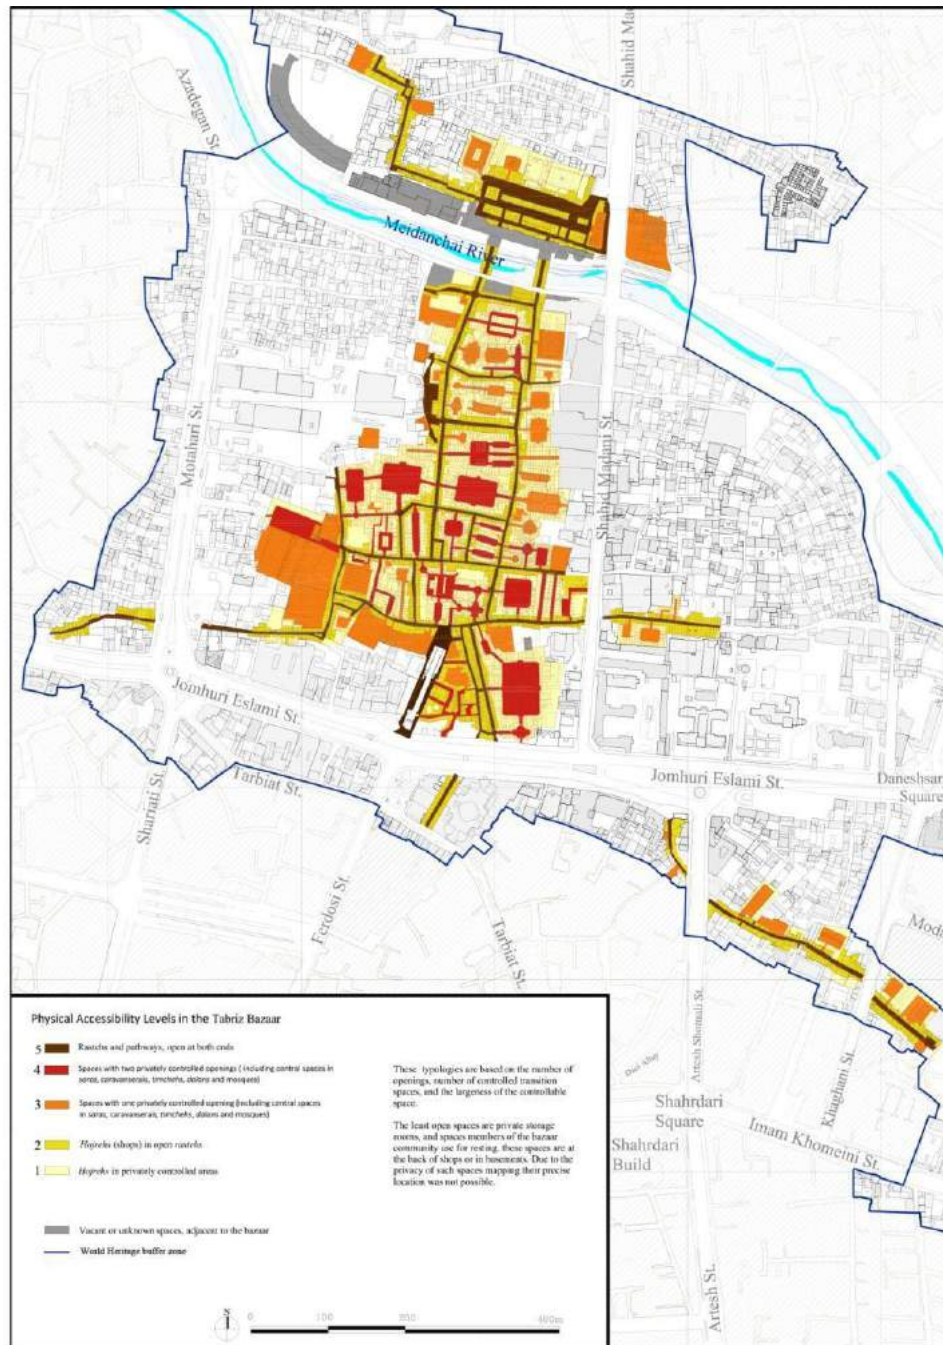 Shahid Mad
Azadegan St.
Meidanchai River
Motahari St.
Shahid Madani St.
Jomhuri Eslami St.
Tarbiat St.
Shariati St.
Ferdosi St.
Tarbiat St.
Jomhuri Eslami St.
Daneshsar
Square
Moda
Artesh Shomali St.
Khaghani St.
Shahrdari
Square
Imam Khomeini St.
Shahrdari
Build
Artesh St.
Physical Accessibility Levels in the Tabriz Bazaar
5 Rastehs and pathways, open at both ends
4 Spaces with two privately controlled openings ( including central spaces in
saras, caravanserais, timchehs, dalans and mosques)
3 Spaces with one privately controlled opening (including central spaces
in saras, caravanserais, timchehs, dalans and mosques)
2 Hojrehs (shops) in open rastehs
1 Hojrehs in privately controlled areas
Vacant or unknown spaces, adjacent to the bazaar
World Heritage buffer zone
These typologies are based on the number of
openings, number of controlled transition
spaces, and the largeness of the controllable
space.
The least open spaces are private storage
rooms, and spaces members of the bazaar
community use for resting, these spaces are at
the back of shops or in basements. Due to the
privacy of such spaces mapping their precise
location was not possible.
N
0 100 200 400m